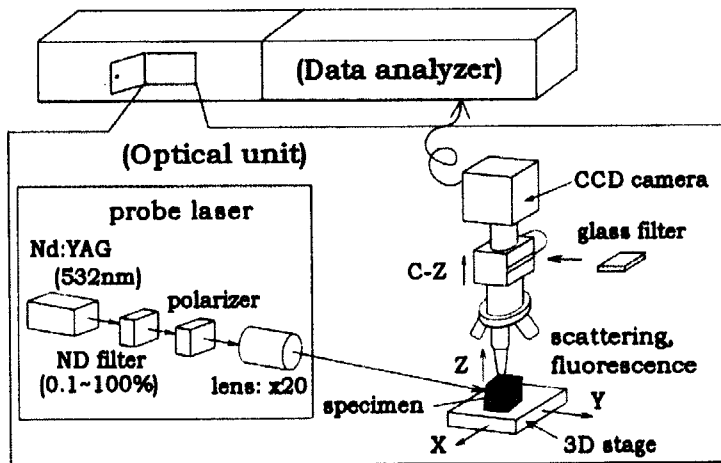 (Data analyzer)
(Optical unit)
probe laser
Nd:YAG
(532nm)
polarizer
ND filter
(0.1~100%)
lens: x20
CCD camera
glass filter
C-Z
scattering,
fluorescence
Z
specimen
Y
X
3D stage